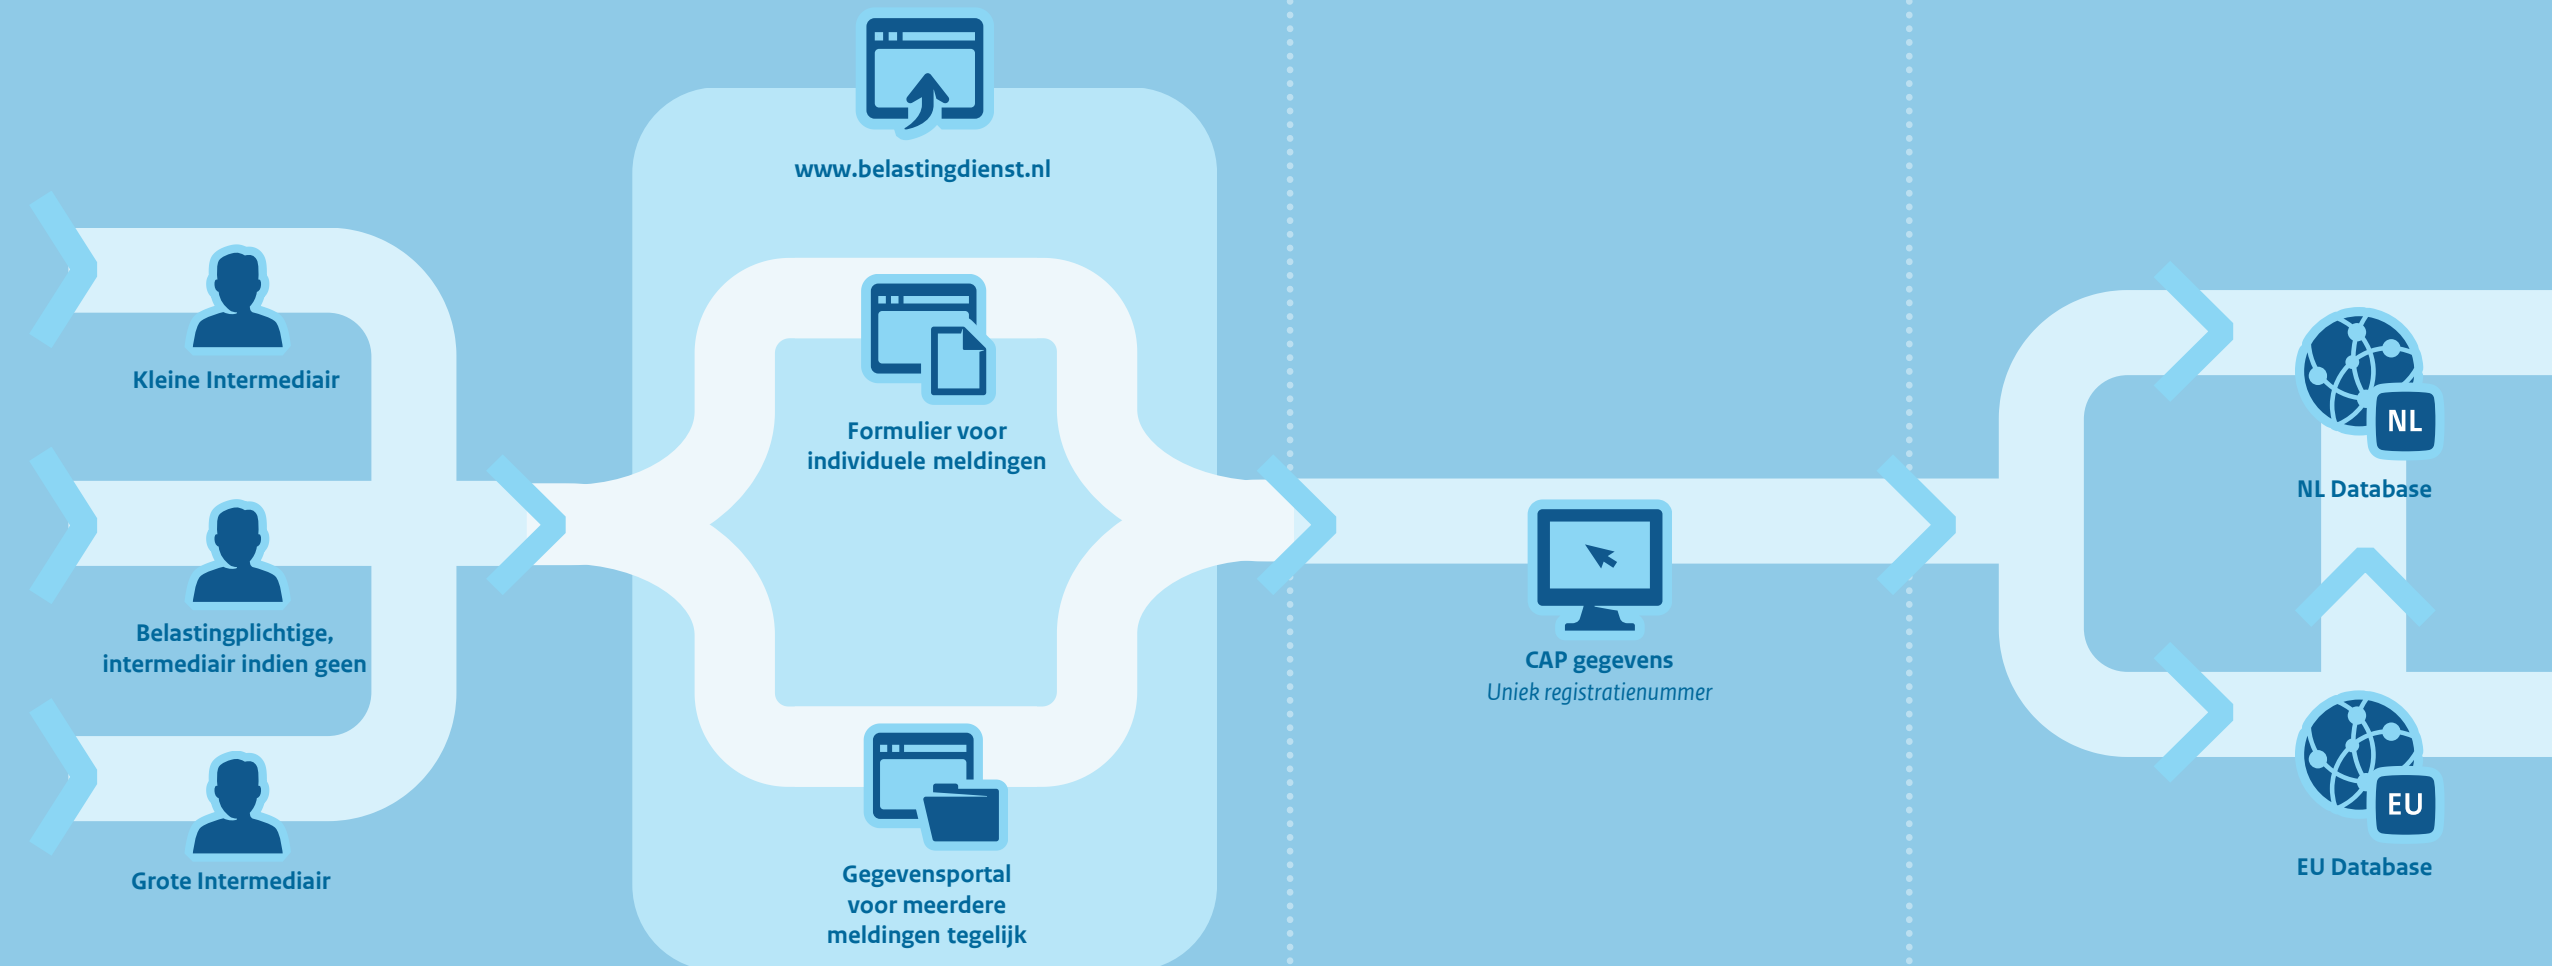 www.belastingdienst.nl
Kleine Intermediair
Belastingplichtige,
intermediair indien geen
Grote Intermediair
Formulier voor
individuele meldingen
Gegevensportal
voor meerdere
meldingen tegelijk
CAP gegevens
Uniek registratienummer
NL
NL Database
EU
EU Database